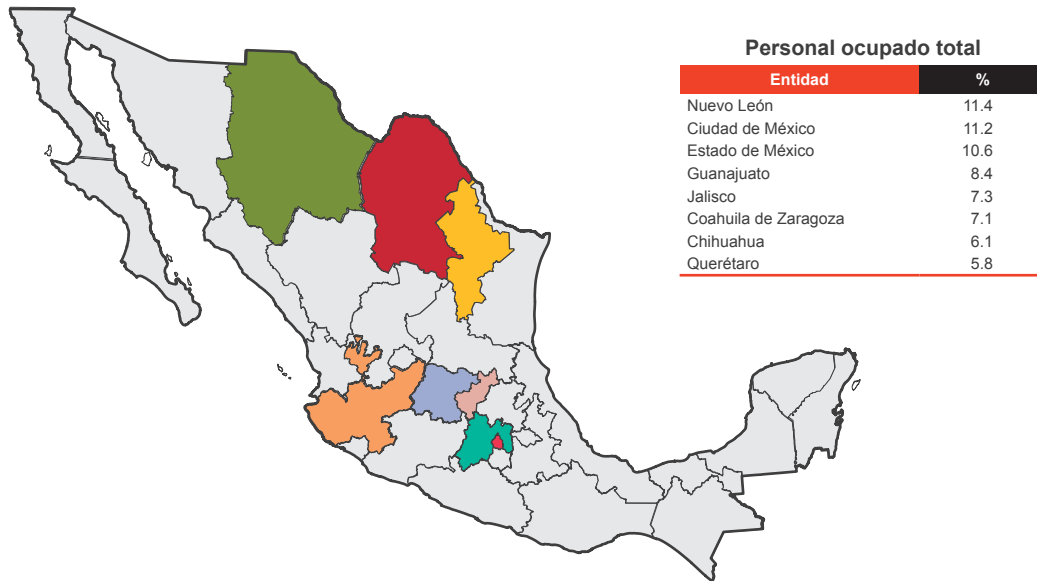 Personal ocupado total
Entidad %
Nuevo León 11.4
Ciudad de México 11.2
Estado de México 10.6
Guanajuato 8.4
Jalisco 7.3
Coahuila de Zaragoza 7.1
Chihuahua 6.1
Querétaro 5.8